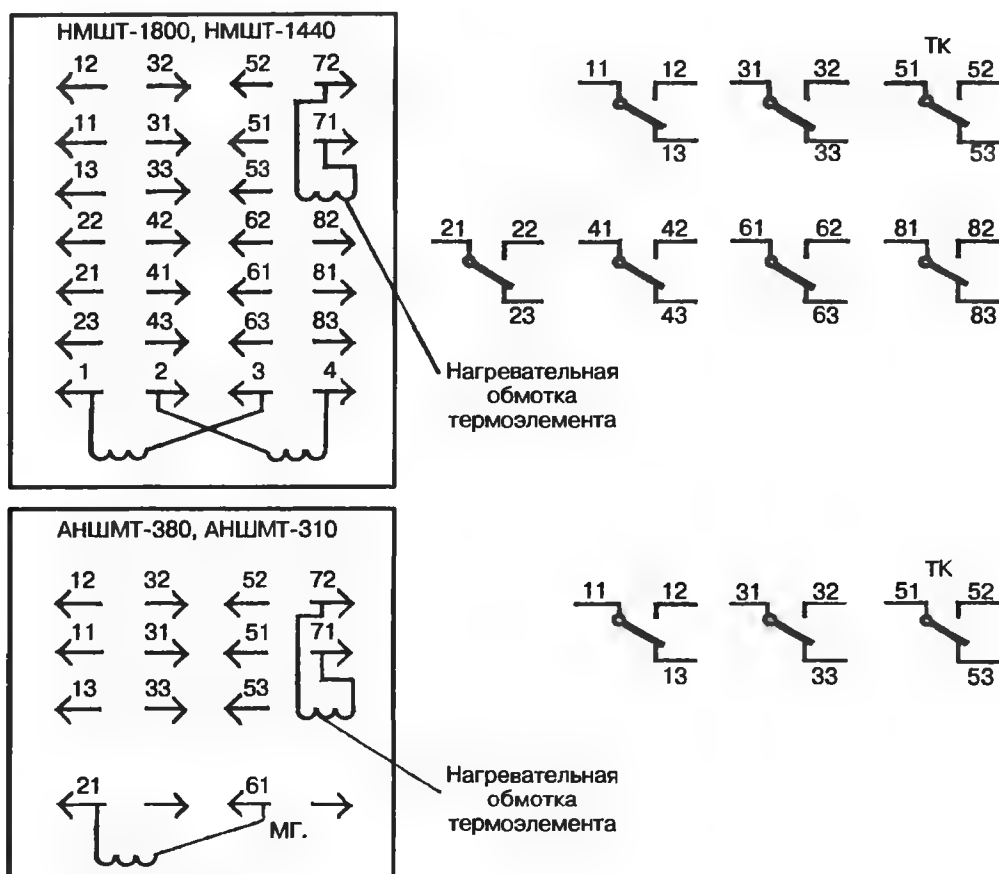 НМШТ-1800, НМШТ-1440
12 32 52 72
11 31 51 71
13 33 53
22 42 62 82
21 41 61 81
23 43 63 83
1 2 3 4
ТК
11 12 31 32 51 52
13 33 53
21 22 41 42 61 62 81 82
23 43 63 83
Нагревательная
обмотка
термоэлемента
АНШМТ-380, АНШМТ-310
12 32 52 72
11 31 51 71
13 33 53
21 61
МГ.
ТК
11 12 31 32 51 52
13 33 53
Нагревательная
обмотка
термоэлемента